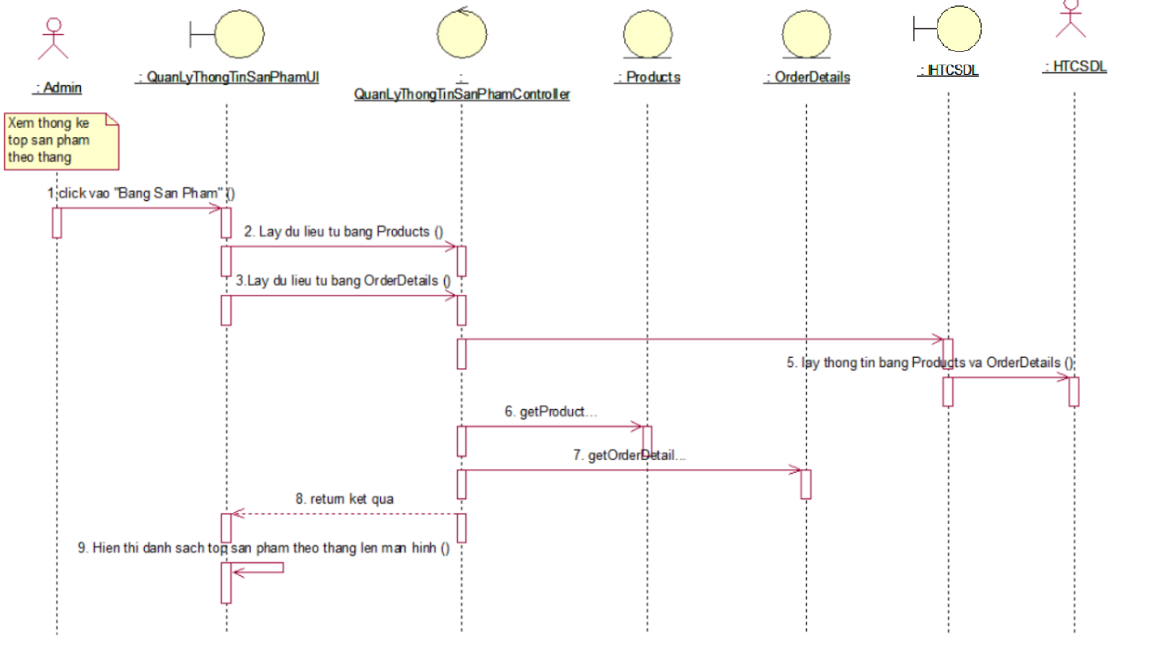 : Admin
: QuanLyThongTinSanPhamUI
:
QuanLyThongTinSanPhamController
: Products
: OrderDetails
: IHTCSDL
: HTCSDL
Xem thong ke
top san pham
theo thang
1.click vao "Bang San Pham" ()
2. Lay du lieu tu bang Products ()
3.Lay du lieu tu bang OrderDetails ()
5. lay thong tin bang Products va OrderDetails ()
6. getProduct...
7. getOrderDetail...
8. return ket qua
9. Hien thi danh sach top san pham theo thang len man hinh ()